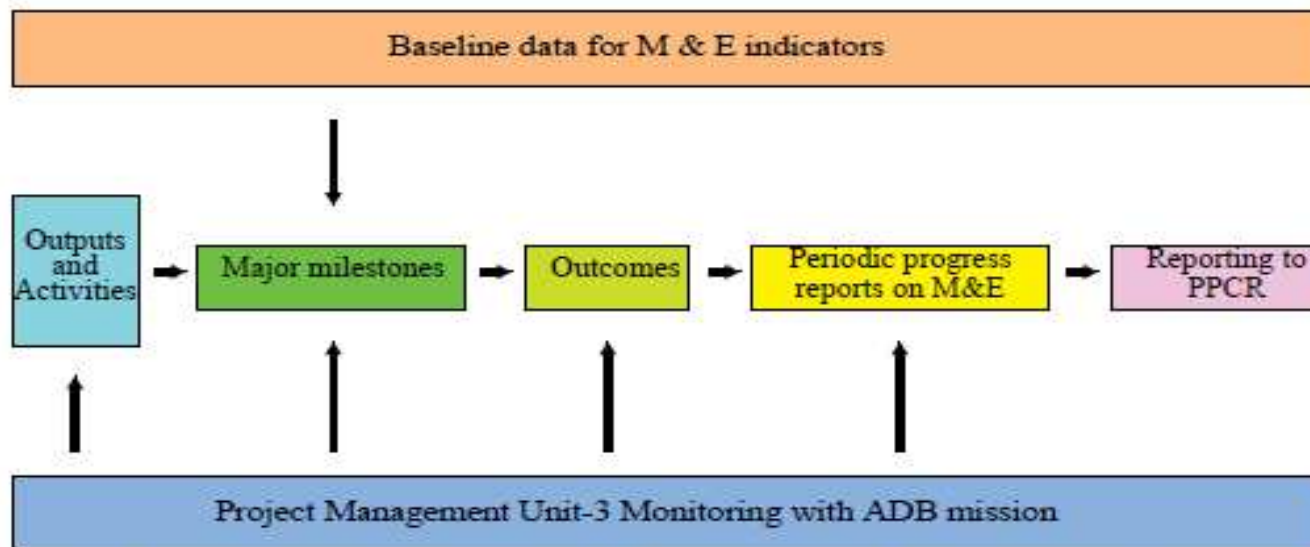 Baseline data for M & E indicators
Outputs
and
Activities
Major milestones
Outcomes
Periodic progress
reports on M&E
Reporting to
PPCR
Project Management Unit-3 Monitoring with ADB mission